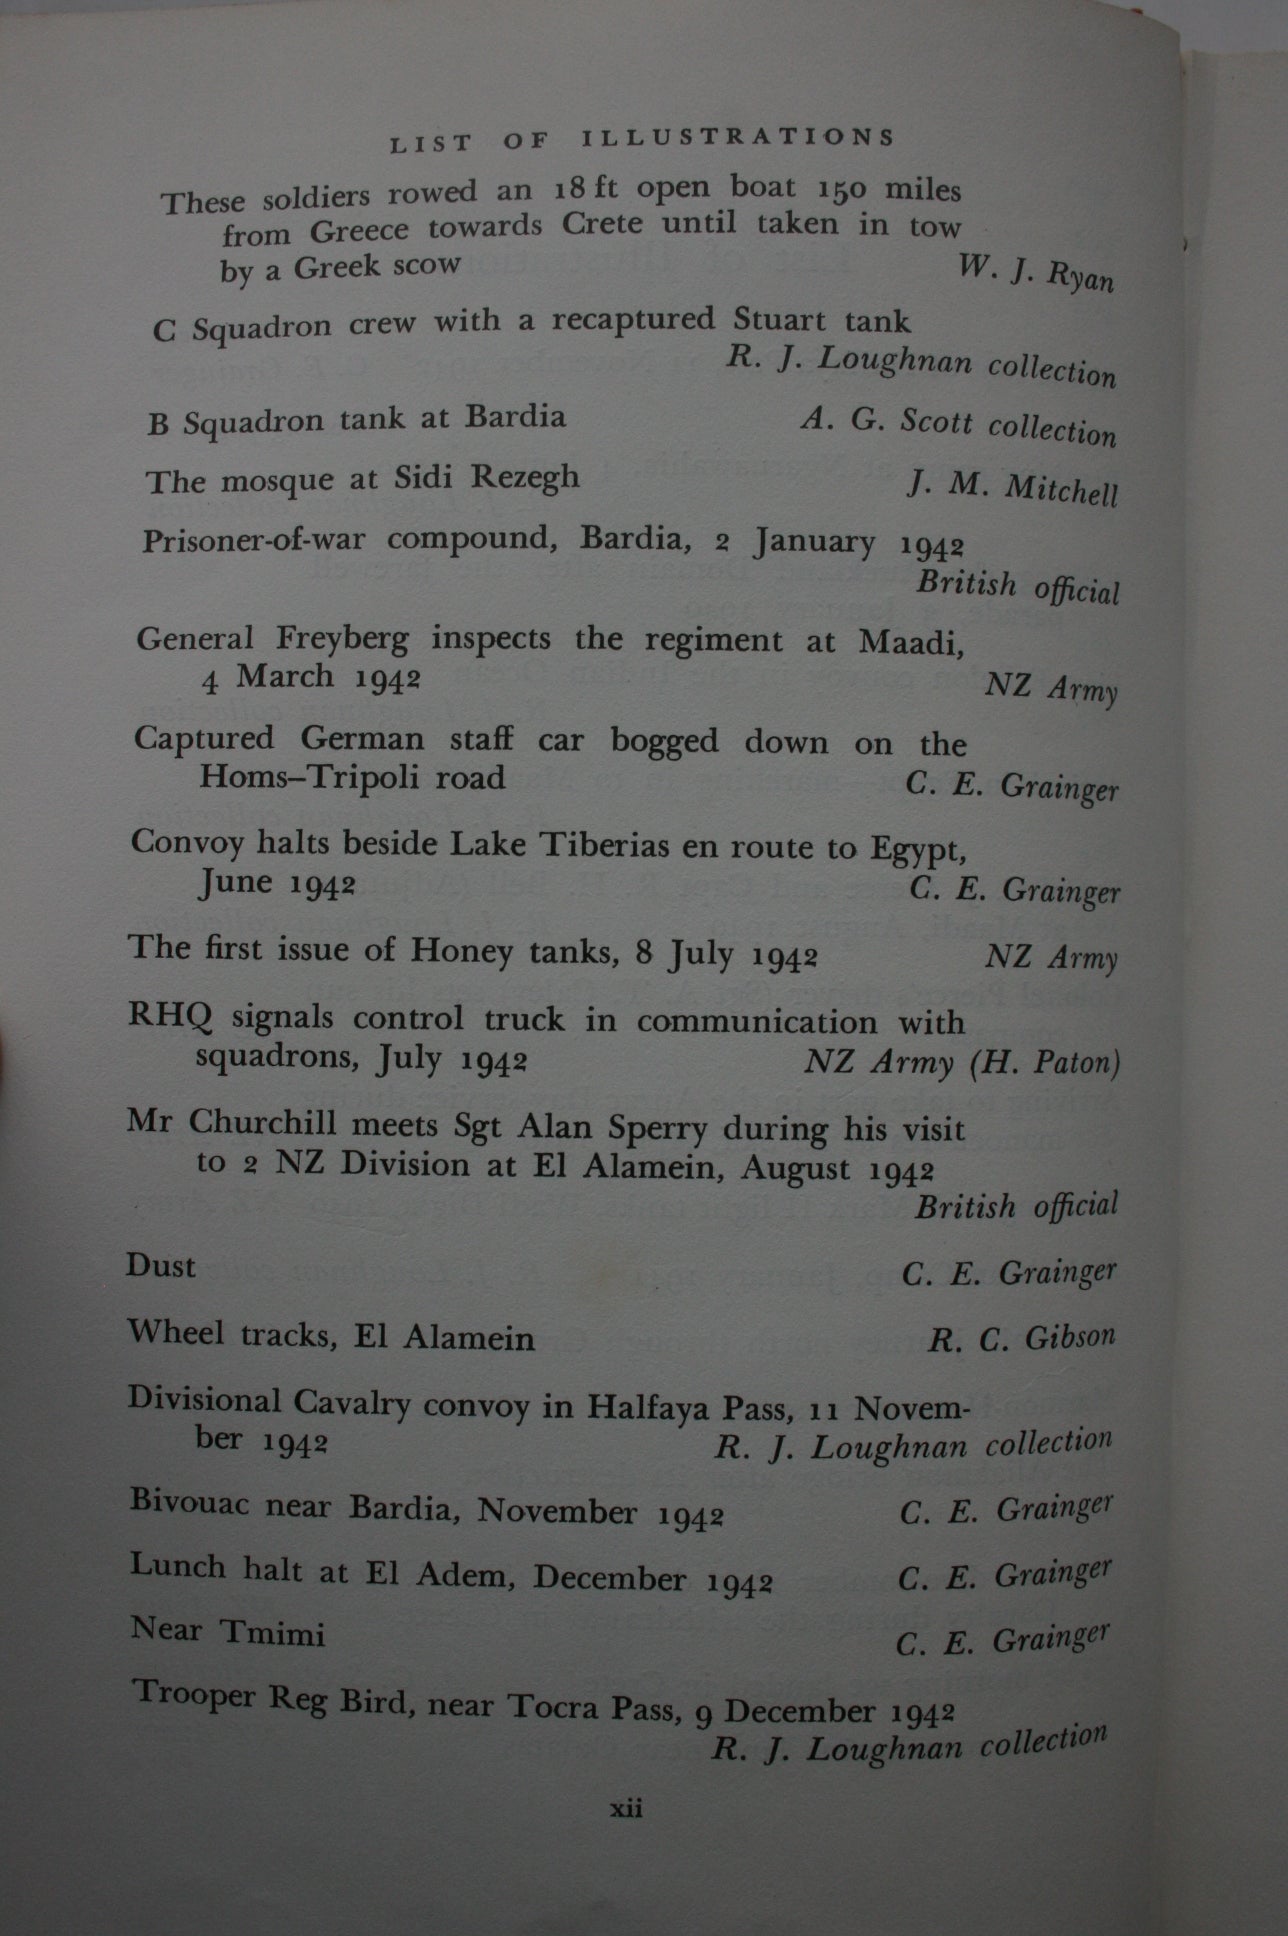 LIST OF ILLUSTRATIONS
These soldiers rowed an 18 ft open boat 150 miles
from Greece towards Crete until taken in tow
by a Greek scow W. J. Ryan
C Squadron crew with a recaptured Stuart tank
R. J. Loughnan collection
B Squadron tank at Bardia A. G. Scott collection
The mosque at Sidi Rezegh J. M. Mitchell
Prisoner-of-war compound, Bardia, 2 January 1942
British official
General Freyberg inspects the regiment at Maadi,
4 March 1942 NZ Army
Captured German staff car bogged down on the
Homs–Tripoli road C. E. Grainger
Convoy halts beside Lake Tiberias en route to Egypt,
June 1942 C. E. Grainger
The first issue of Honey tanks, 8 July 1942 NZ Army
RHQ signals control truck in communication with
squadrons, July 1942 NZ Army (H. Paton)
Mr Churchill meets Sgt Alan Sperry during his visit
to 2 NZ Division at El Alamein, August 1942
British official
Dust C. E. Grainger
Wheel tracks, El Alamein R. C. Gibson
Divisional Cavalry convoy in Halfaya Pass, 11 Novem-
ber 1942 R. J. Loughnan collection
Bivouac near Bardia, November 1942 C. E. Grainger
Lunch halt at El Adem, December 1942 C. E. Grainger
Near Tmimi C. E. Grainger
Trooper Reg Bird, near Tocra Pass, 9 December 1942
R. J. Loughnan collection
xii